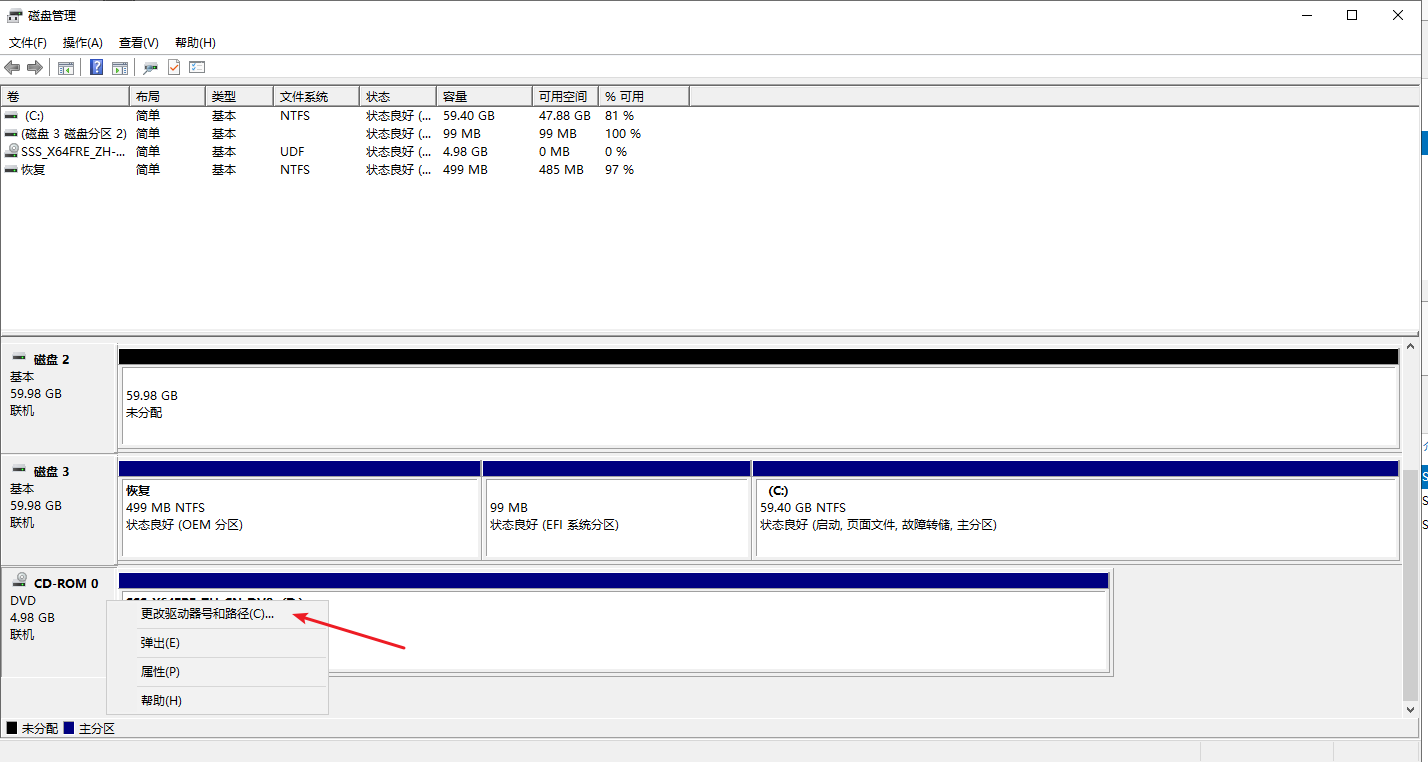 磁盘管理
文件(F) 操作(A) 查看(V) 帮助(H)
卷 布局 类型 文件系统 状态 容量 可用空间 % 可用
(C:) 简单 基本 NTFS 状态良好 (... 59.40 GB 47.88 GB 81 %
(磁盘 3 磁盘分区 2) 简单 基本 状态良好 (... 99 MB 99 MB 100 %
SSS_X64FRE_ZH-... 简单 基本 UDF 状态良好 (... 4.98 GB 0 MB 0 %
恢复 简单 基本 NTFS 状态良好 (... 499 MB 485 MB 97 %
磁盘 2
基本
59.98 GB
联机
59.98 GB
未分配
磁盘 3
基本
59.98 GB
联机
恢复
499 MB NTFS
状态良好 (OEM 分区)
99 MB
状态良好 (EFI 系统分区)
(C:)
59.40 GB NTFS
状态良好 (启动, 页面文件, 故障转储, 主分区)
CD-ROM 0
DVD
4.98 GB
联机
更改驱动器号和路径(C)...
弹出(E)
属性(P)
帮助(H)
未分配 主分区